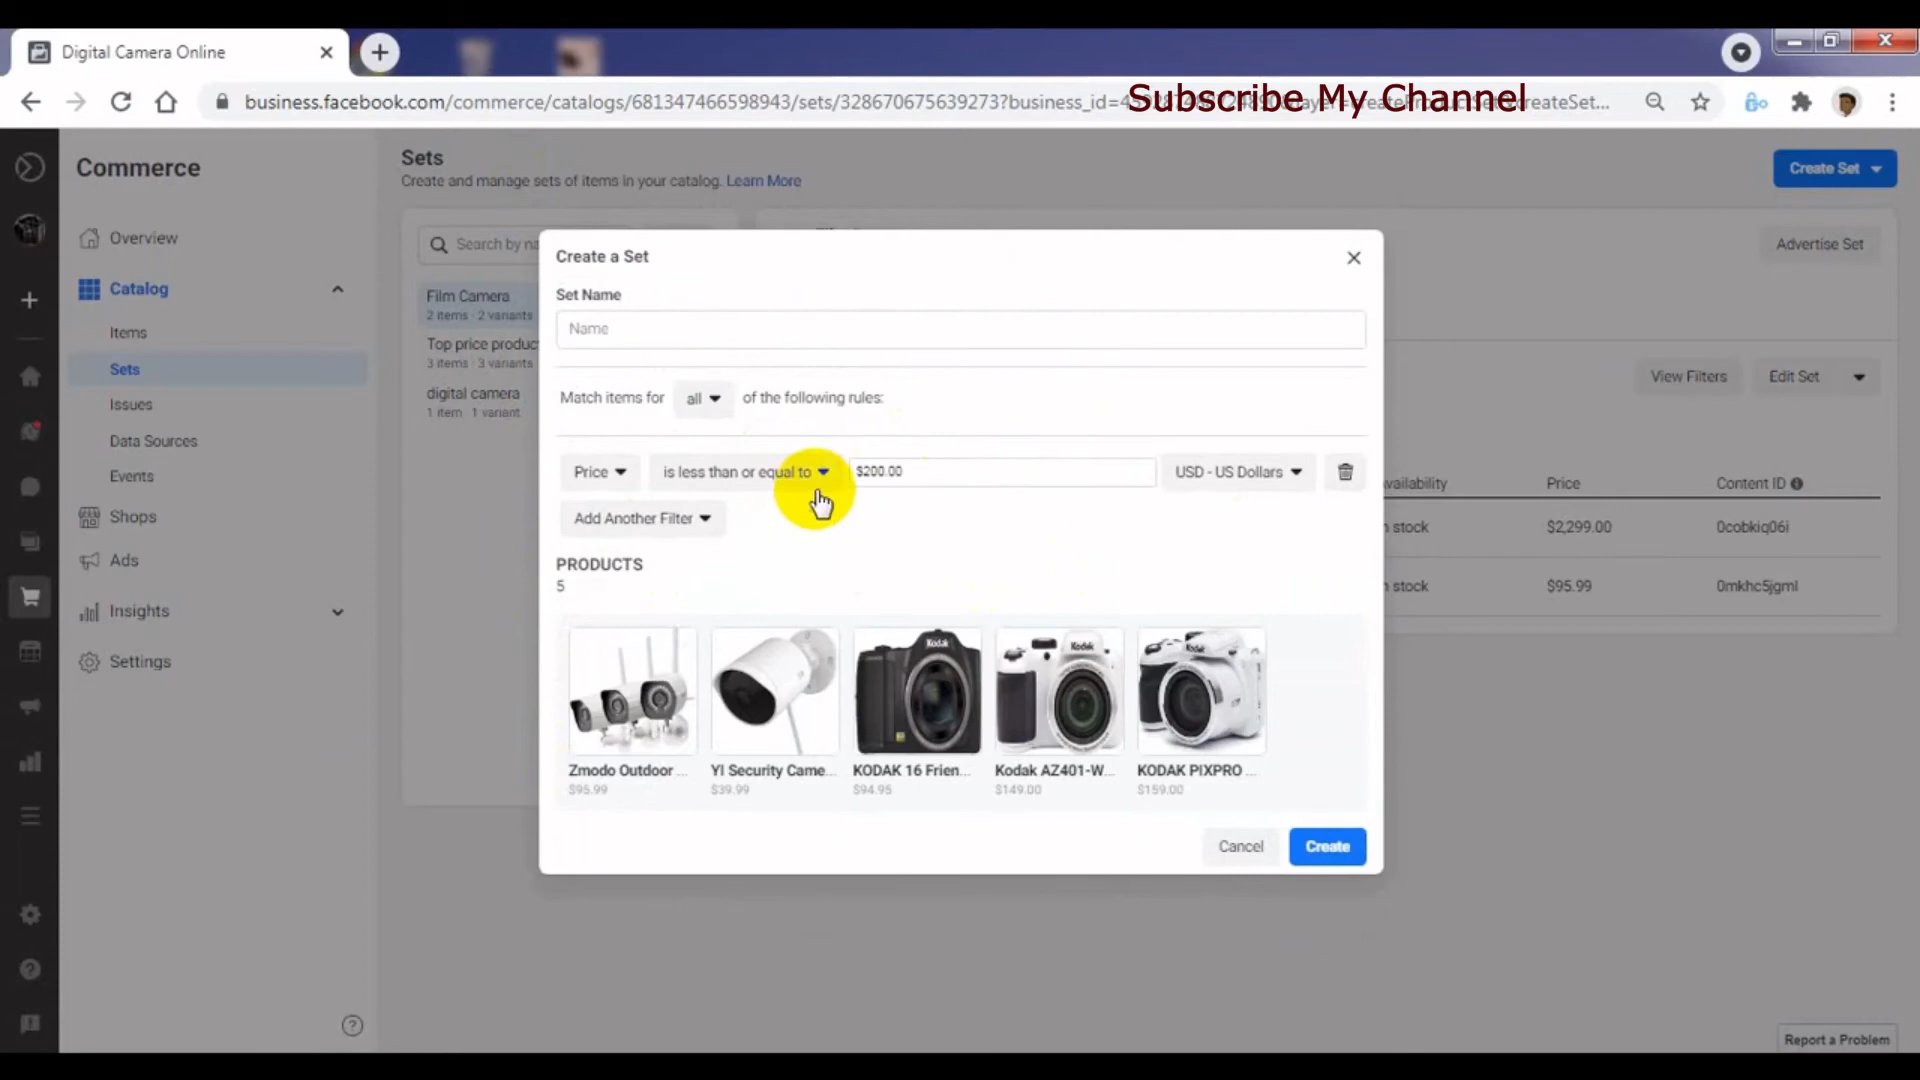 Digital Camera Online
business.facebook.com/commerce/catalogs/681347466598943/sets/328670675639273?business_id=
Subscribe My Channel
Commerce
Overview
Catalog
Items
Sets
Issues
Data Sources
Events
Shops
Ads
Insights
Settings
Sets
Create and manage sets of items in your catalog. Learn More
Create Set
Search by na
Film Camera
2 items · 2 variants
Top price produc
3 items · 3 variants
digital camera
1 item · 1 variant
Advertise Set
View Filters
Edit Set
vailability
Price
Content ID
stock
$2,299.00
0cobkiq06i
stock
$95.99
0mkhc5jgml
Create a Set
Set Name
Name
Match items for all of the following rules:
Price
is less than or equal to
$200.00
USD - US Dollars
Add Another Filter
PRODUCTS
5
Zmodo Outdoor ...
$95.99
YI Security Came...
$39.99
KODAK 16 Frien...
$94.95
Kodak AZ401-W...
$149.00
KODAK PIXPRO ...
$159.00
Cancel
Create
Report a Problem